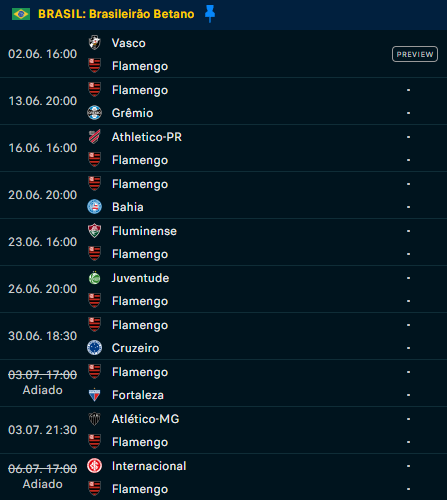 BRASIL: Brasileirão Betano
02.06. 16:00
Vasco
Flamengo
PREVIEW
13.06. 20:00
Flamengo
-
Grêmio
-
16.06. 16:00
Athletico-PR
-
Flamengo
-
20.06. 20:00
Flamengo
-
Bahia
-
23.06. 16:00
Fluminense
-
Flamengo
-
26.06. 20:00
Juventude
-
Flamengo
-
30.06. 18:30
Flamengo
-
Cruzeiro
-
03.07. 17:00
Adiado
Flamengo
-
Fortaleza
-
03.07. 21:30
Atlético-MG
-
Flamengo
-
06.07. 17:00
Adiado
Internacional
-
Flamengo
-